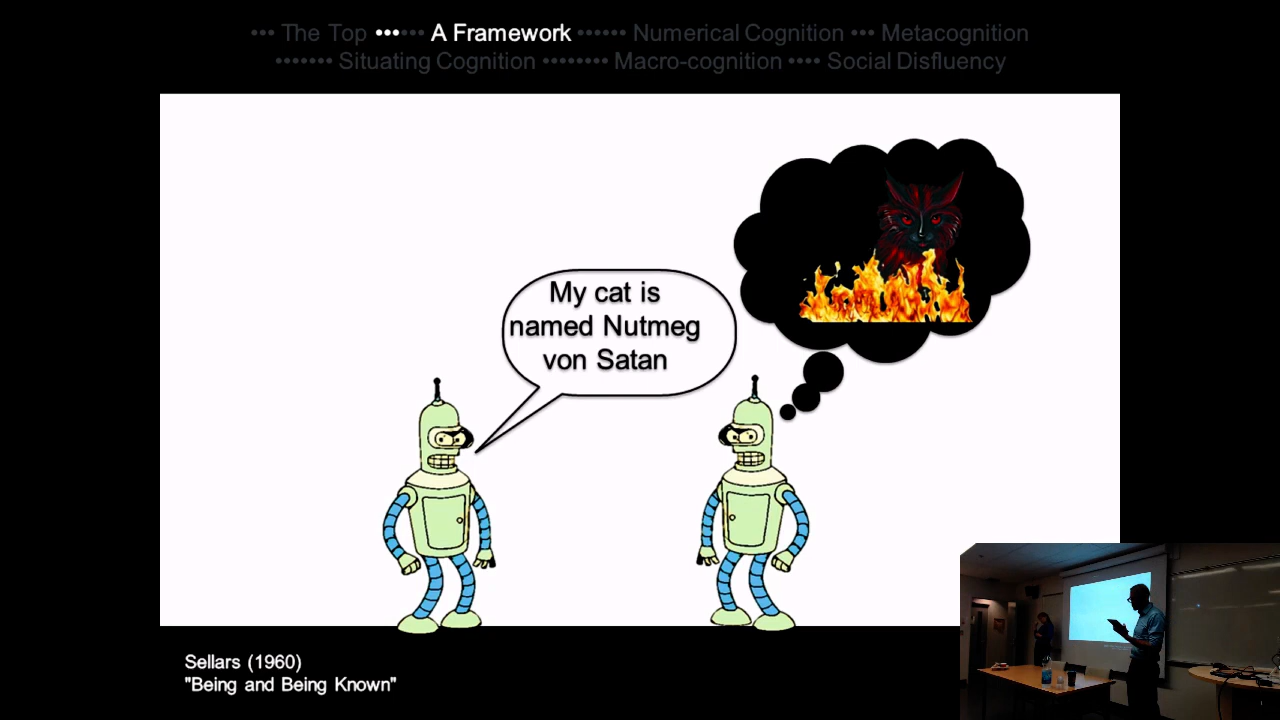 ••• The Top •••••• A Framework •••••• Numerical Cognition ••• Metacognition
••••••• Situating Cognition •••••••• Macro-cognition •••• Social Disfluency
My cat is
named Nutmeg
von Satan
Sellars (1960)
"Being and Being Known"